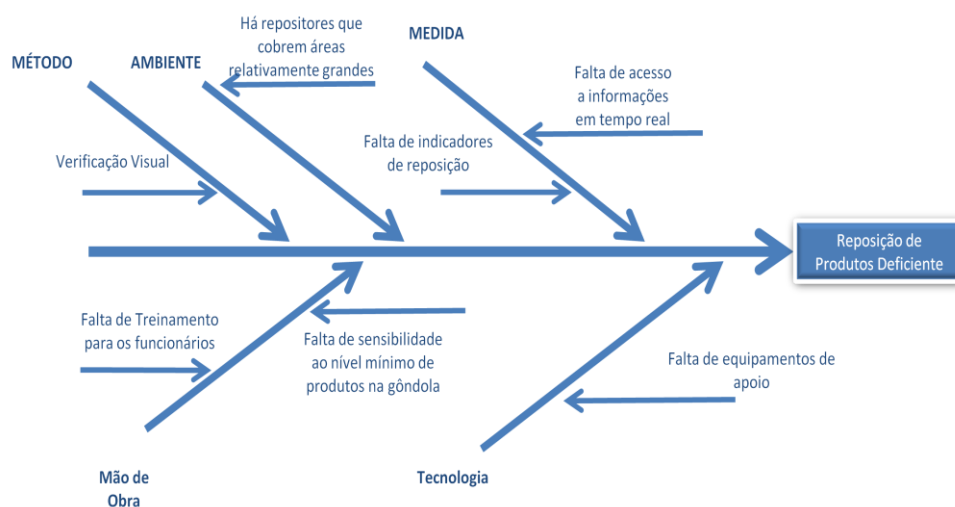 MÉTODO
AMBIENTE
Há repositores que
cobrem áreas
relativamente grandes
MEDIDA
Falta de acesso
a informações
em tempo real
Falta de indicadores
de reposição
Verificação Visual
Reposição de
Produtos Deficiente
Falta de Treinamento
para os funcionários
Falta de sensibilidade
ao nível mínimo de
produtos na gôndola
Falta de equipamentos de
apoio
Mão de
Obra
Tecnologia